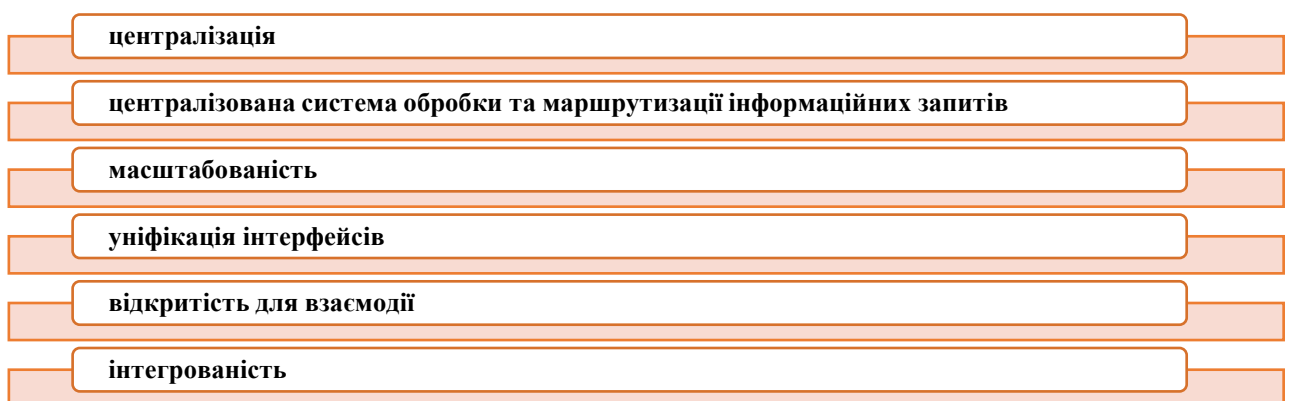 централізація
централізована система обробки та маршрутизації інформаційних запитів
масштабованість
уніфікація інтерфейсів
відкритість для взаємодії
інтегрованість